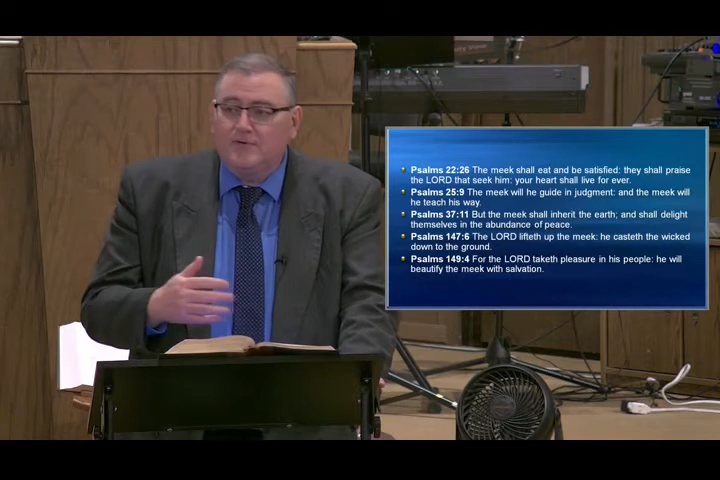 Psalms 22:26 The meek shall eat and be satisfied: they shall praise
the LORD that seek him: your heart shall live for ever.
Psalms 25:9 The meek will he guide in judgment: and the meek will
he teach his way.
Psalms 37:11 But the meek shall inherit the earth; and shall delight
themselves in the abundance of peace.
Psalms 147:6 The LORD lifteth up the meek: he casteth the wicked
down to the ground.
Psalms 149:4 For the LORD taketh pleasure in his people: he will
beautify the meek with salvation.